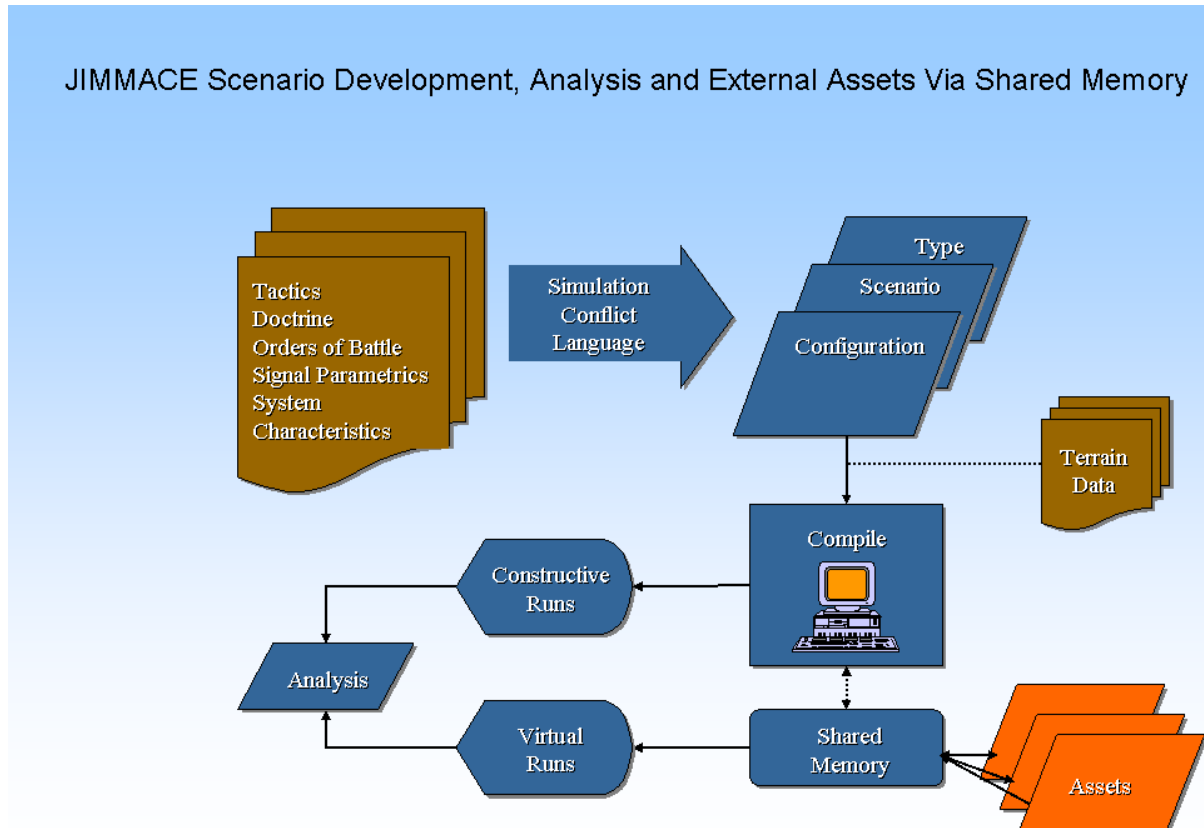 JIMMACE Scenario Development, Analysis and External Assets Via Shared Memory
Tactics
Doctrine
Orders of Battle
Signal Parametrics
System
Characteristics
Simulation
Conflict
Language
Type
Scenario
Configuration
Terrain
Data
Compile
Constructive
Runs
Analysis
Virtual
Runs
Shared
Memory
Assets